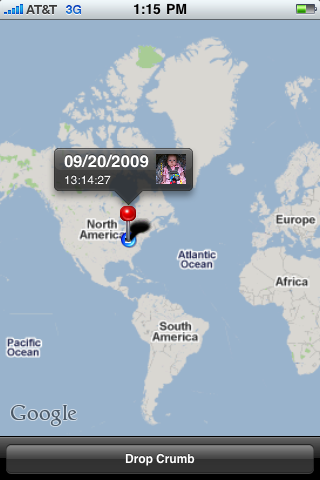 AT&T 3G 1:15 PM
09/20/2009
13:14:27
North
America
Europe
Atlantic
Ocean
Africa
South
America
Pacific
Ocean
Google
Drop Crumb